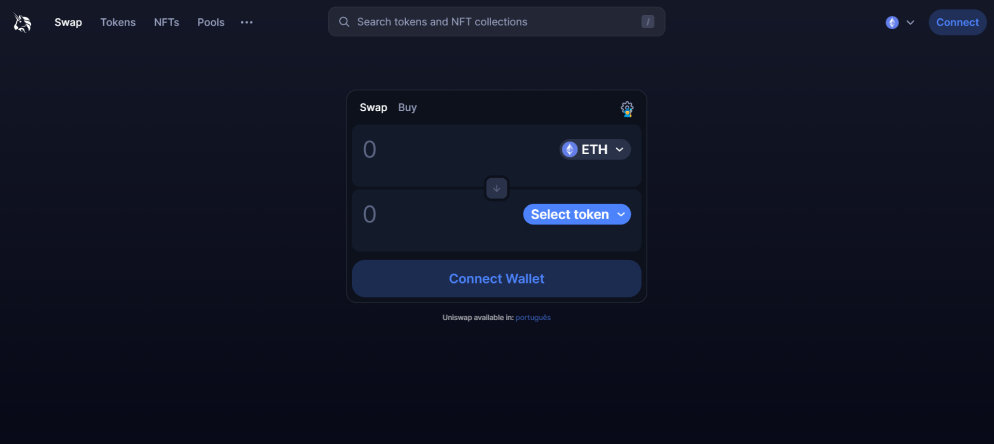 Swap Tokens NFTs Pools ••• Search tokens and NFT collections / Connect
Swap Buy
0 ETH
0 Select token
Connect Wallet
Uniswap available in: português